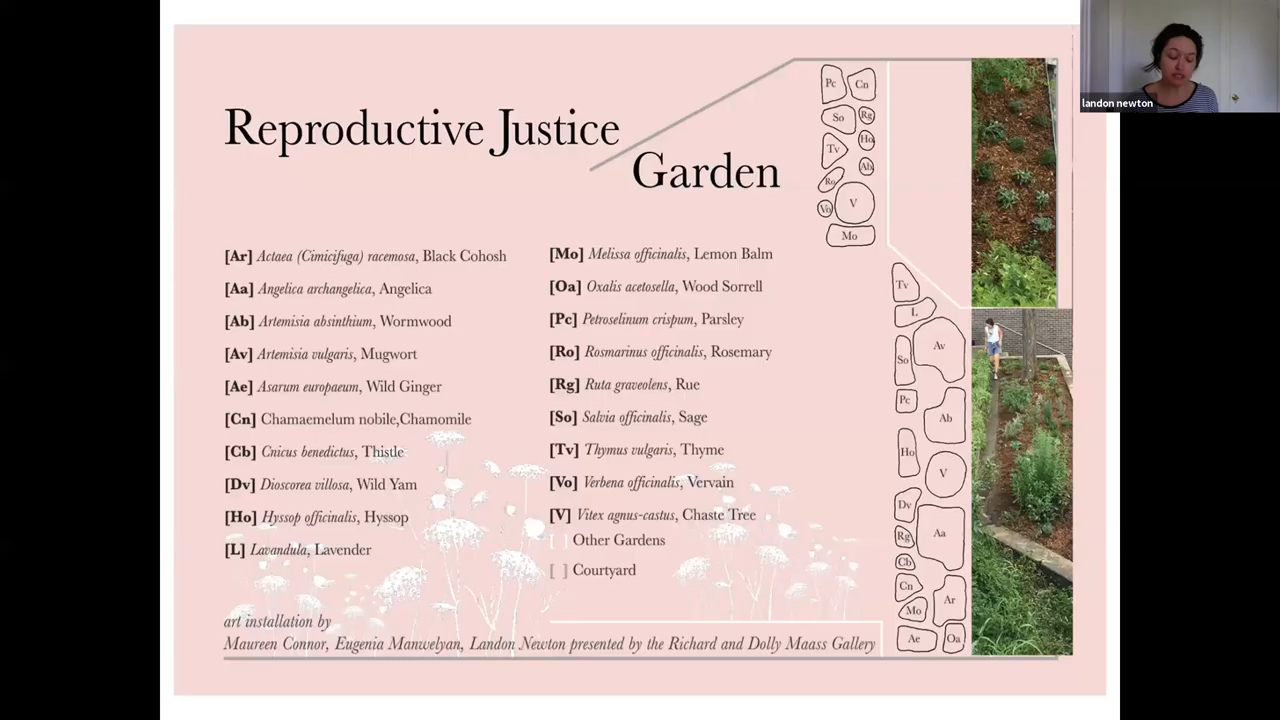 landon newton
Reproductive Justice
Garden
[Ar] Actaea (Cimicifuga) racemosa, Black Cohosh
[Aa] Angelica archangelica, Angelica
[Ab] Artemisia absinthium, Wormwood
[Av] Artemisia vulgaris, Mugwort
[Ae] Asarum europaeum, Wild Ginger
[Cn] Chamaemelum nobile,Chamomile
[Cb] Cnicus benedictus, Thistle
[Dv] Dioscorea villosa, Wild Yam
[Ho] Hyssop officinalis, Hyssop
[L] Lavandula, Lavender
[Mo] Melissa officinalis, Lemon Balm
[Oa] Oxalis acetosella, Wood Sorrell
[Pc] Petroselinum crispum, Parsley
[Ro] Rosmarinus officinalis, Rosemary
[Rg] Ruta graveolens, Rue
[So] Salvia officinalis, Sage
[Tv] Thymus vulgaris, Thyme
[Vo] Verbena officinalis, Vervain
[V] Vitex agnus-castus, Chaste Tree
[ ] Other Gardens
[ ] Courtyard
art installation by
Maureen Connor, Eugenia Manwelyan, Landon Newton presented by the Richard and Dolly Maass Gallery
Pc Cn
So Rg
Ho
Tv
Ab
Ro
Vo V
Mo
Tv
L
Av
So
Pc
Ab
Ho
V
Dv
Rg Aa
Cb
Cn
Ar
Mo
Ae Oa